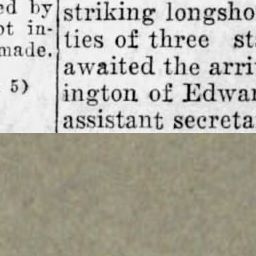 ed by
ot in-
made.
5)
striking longsho
ties of three st
awaited the arri
ington of Edwar
assistant secreta